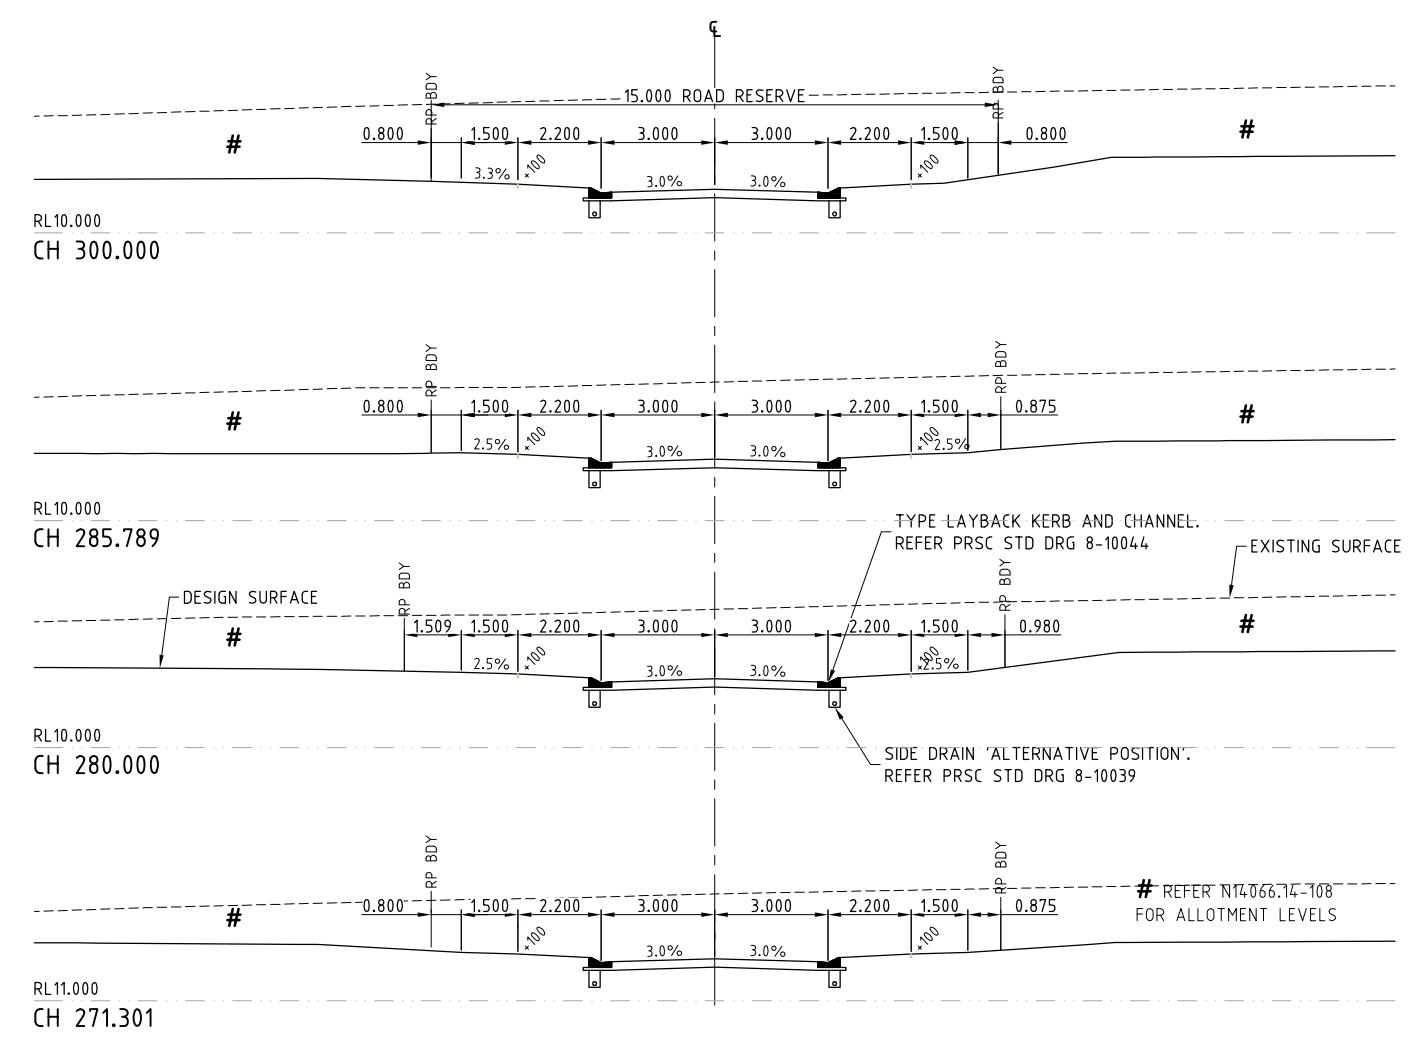 ℄
RP BDY
RP BDY
15.000 ROAD RESERVE
#
0.800
1.500
2.200
3.000
3.000
2.200
1.500
0.800
#
3.3%
+100
3.0%
3.0%
+100
RL10.000
CH 300.000
RP BDY
RP BDY
#
0.800
1.500
2.200
3.000
3.000
2.200
1.500
0.875
#
2.5%
+100
3.0%
3.0%
+100
2.5%
RL10.000
CH 285.789
TYPE LAYBACK KERB AND CHANNEL.
REFER PRSC STD DRG 8-10044
EXISTING SURFACE
RP BDY
RP BDY
DESIGN SURFACE
#
1.509
1.500
2.200
3.000
3.000
2.200
1.500
0.980
#
2.5%
+100
3.0%
3.0%
+100
2.5%
RL10.000
CH 280.000
SIDE DRAIN 'ALTERNATIVE POSITION'.
REFER PRSC STD DRG 8-10039
RP BDY
RP BDY
# REFER N14066.14-108
FOR ALLOTMENT LEVELS
#
0.800
1.500
2.200
3.000
3.000
2.200
1.500
0.875
+100
3.0%
3.0%
+100
RL11.000
CH 271.301